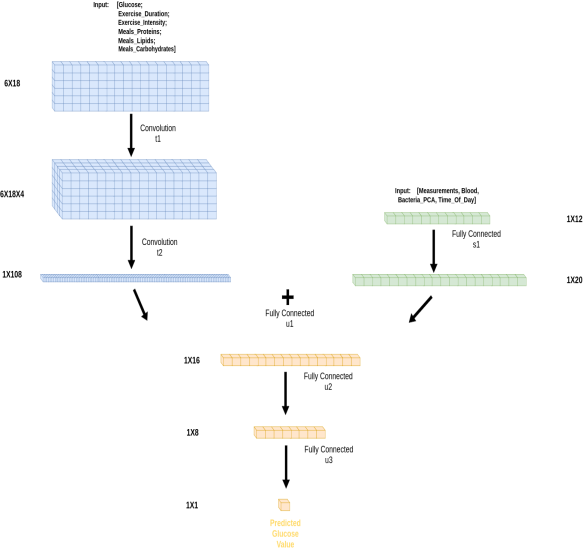 Input: [Glucose;
Exercise_Duration;
Exercise_Intensity;
Meals_Proteins;
Meals_Lipids;
Meals_Carbohydrates]
6X18
Convolution
t1
6X18X4
Convolution
t2
1X108
Input: [Measurements, Blood,
Bacteria_PCA, Time_Of_Day]
1X12
Fully Connected
s1
1X20
+
Fully Connected
u1
1X16
Fully Connected
u2
1X8
Fully Connected
u3
1X1
Predicted
Glucose
Value